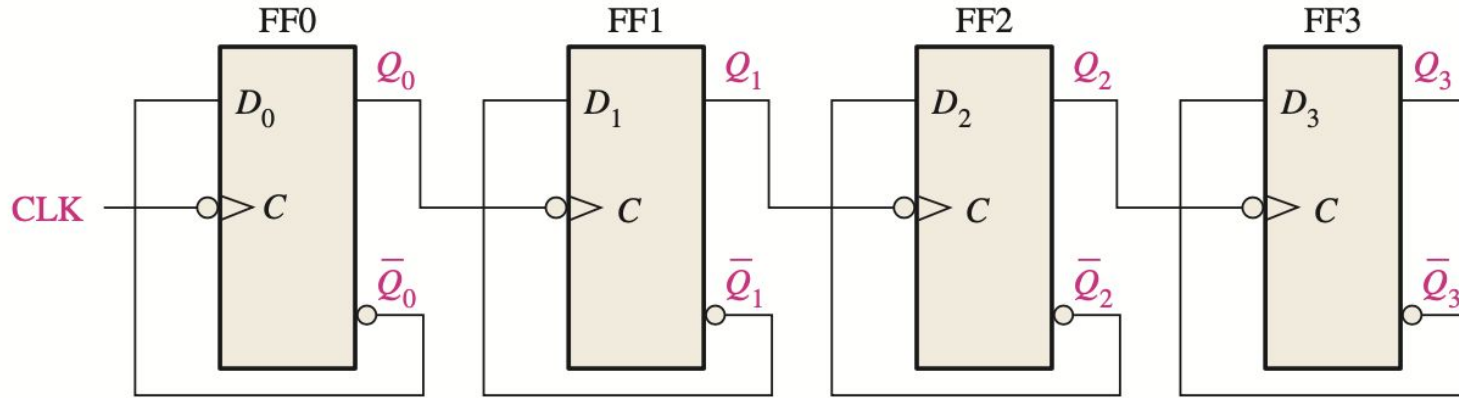 FF0 FF1 FF2 FF3
Q₀ Q₁ Q₂ Q₃
D₀ D₁ D₂ D₃
CLK C C C C
Q̅₀ Q̅₁ Q̅₂ Q̅₃